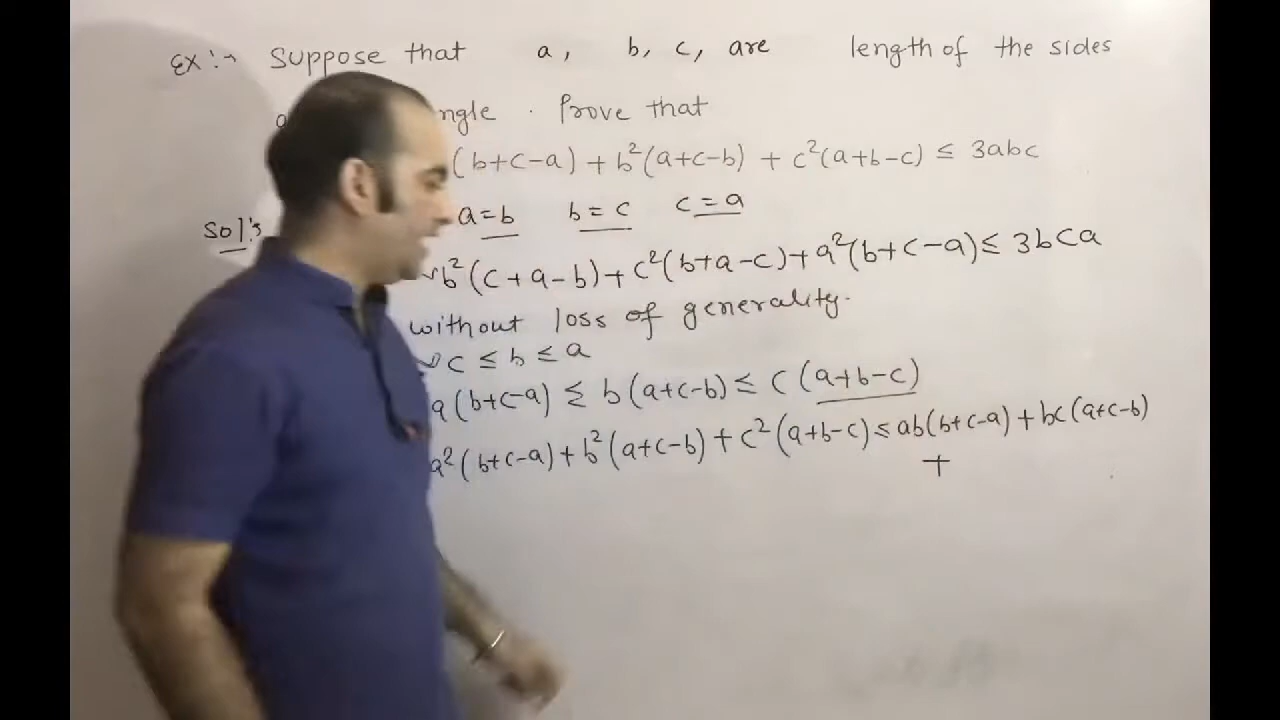 Ex:→ Suppose that a, b, c, are length of the sides
ngle . Prove that
(b+c-a) + b²(a+c-b) + c²(a+b-c) ≤ 3abc
Sol: a=b b=c c=a
b²(c+a-b)+c²(b+a-c)+a²(b+c-a)≤ 3bca
without loss of generality.
c ≤ b ≤ a
a(b+c-a) ≤ b(a+c-b) ≤ c(a+b-c)
a²(b+c-a)+b²(a+c-b)+c²(a+b-c)≤ab(b+c-a)+bc(a+c-b)
+